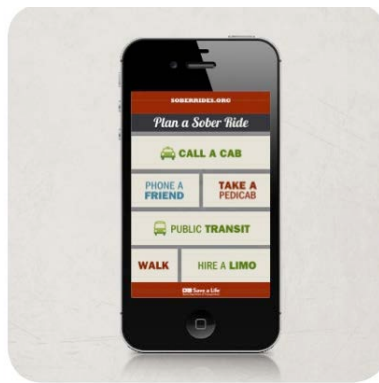 SOBERRIDES.ORG
Plan a Sober Ride
CALL A CAB
PHONE A
FRIEND
TAKE A
PEDICAB
PUBLIC TRANSIT
WALK
HIRE A LIMO
Save a Life